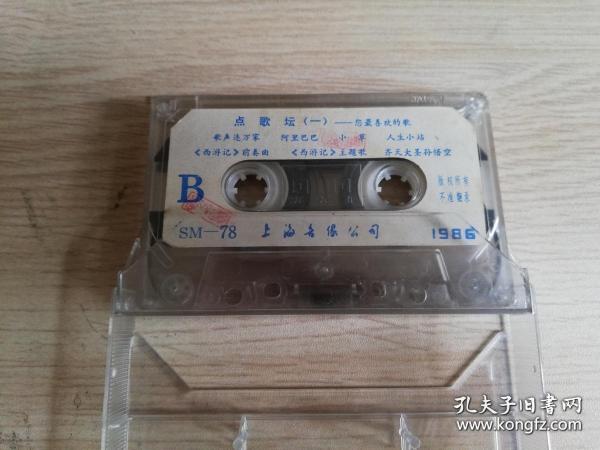 点歌坛（一）——您最喜欢的歌
歌声送万家 阿里巴巴 小草 人生小站
《西游记》前奏曲 《西游记》主题歌 齐天大圣孙悟空
B
版权所有
不准翻录
SM—78 上海音像公司 1986
孔夫子旧书网
www.kongfz.com